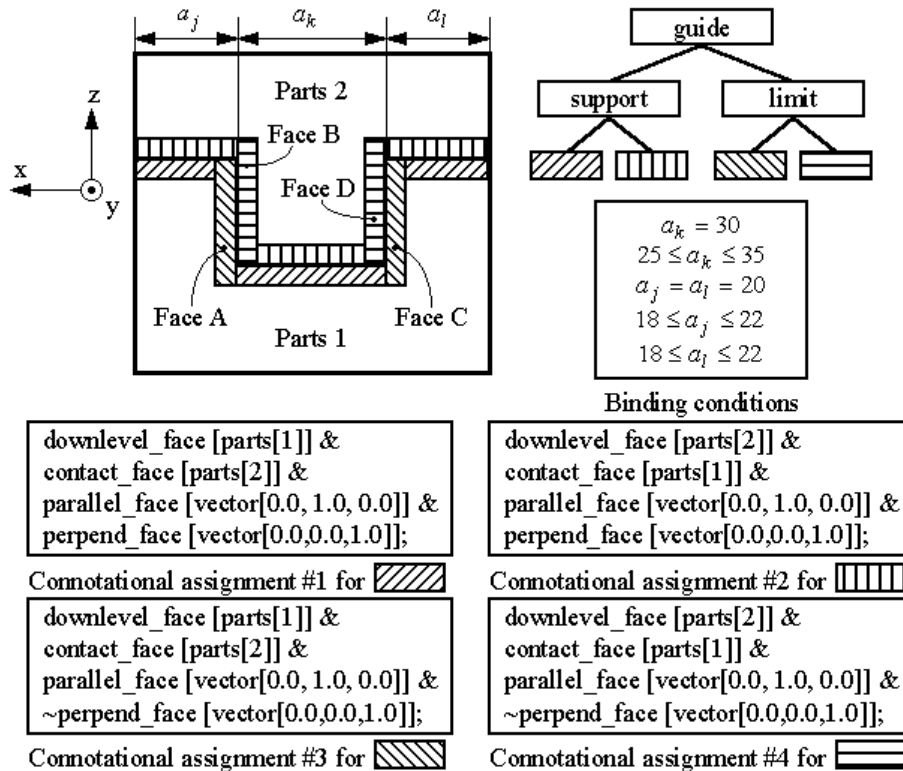 a_j a_k a_l
guide
Parts 2
support limit
z
Face B
x
Face D
y
a_k = 30
25 ≤ a_k ≤ 35
a_j = a_l = 20
18 ≤ a_j ≤ 22
18 ≤ a_l ≤ 22
Face A Face C
Parts 1
Binding conditions
downlevel_face [parts[1]] &
contact_face [parts[2]] &
parallel_face [vector[0.0, 1.0, 0.0]] &
perpend_face [vector[0.0,0.0,1.0]];
Connotational assignment #1 for
downlevel_face [parts[2]] &
contact_face [parts[1]] &
parallel_face [vector[0.0, 1.0, 0.0]] &
perpend_face [vector[0.0,0.0,1.0]];
Connotational assignment #2 for
downlevel_face [parts[1]] &
contact_face [parts[2]] &
parallel_face [vector[0.0, 1.0, 0.0]] &
~perpend_face [vector[0.0,0.0,1.0]];
Connotational assignment #3 for
downlevel_face [parts[2]] &
contact_face [parts[1]] &
parallel_face [vector[0.0, 1.0, 0.0]] &
~perpend_face [vector[0.0,0.0,1.0]];
Connotational assignment #4 for